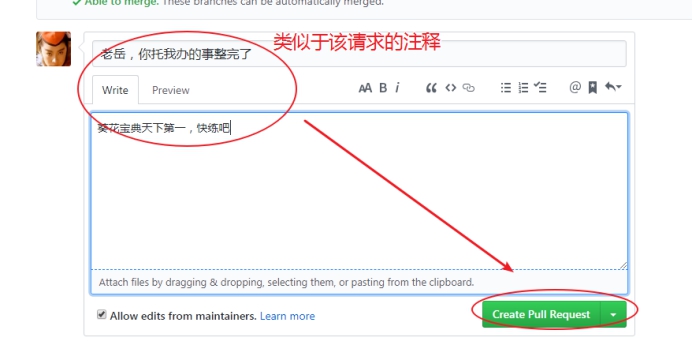 Able to merge. These branches can be automatically merged.
老岳，你托我办的事整完了
类似于该请求的注释
Write Preview AA B i
葵花宝典天下第一，快练吧
Attach files by dragging & dropping, selecting them, or pasting from the clipboard.
Allow edits from maintainers. Learn more
Create Pull Request